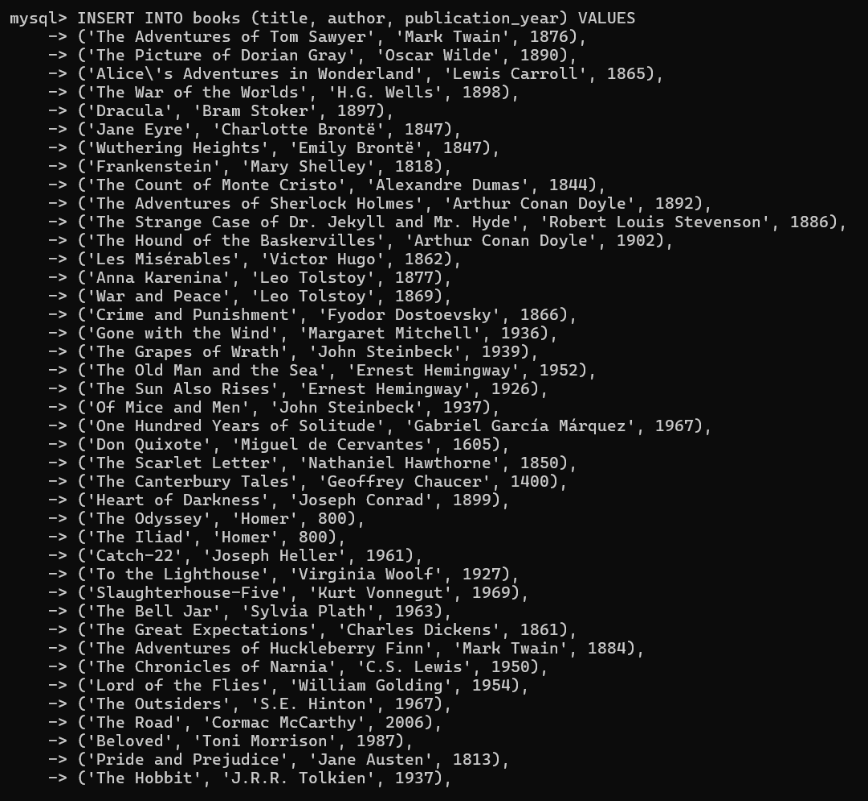 mysql> INSERT INTO books (title, author, publication_year) VALUES
    -> ('The Adventures of Tom Sawyer', 'Mark Twain', 1876),
    -> ('The Picture of Dorian Gray', 'Oscar Wilde', 1890),
    -> ('Alice\'s Adventures in Wonderland', 'Lewis Carroll', 1865),
    -> ('The War of the Worlds', 'H.G. Wells', 1898),
    -> ('Dracula', 'Bram Stoker', 1897),
    -> ('Jane Eyre', 'Charlotte Brontë', 1847),
    -> ('Wuthering Heights', 'Emily Brontë', 1847),
    -> ('Frankenstein', 'Mary Shelley', 1818),
    -> ('The Count of Monte Cristo', 'Alexandre Dumas', 1844),
    -> ('The Adventures of Sherlock Holmes', 'Arthur Conan Doyle', 1892),
    -> ('The Strange Case of Dr. Jekyll and Mr. Hyde', 'Robert Louis Stevenson', 1886),
    -> ('The Hound of the Baskervilles', 'Arthur Conan Doyle', 1902),
    -> ('Les Misérables', 'Victor Hugo', 1862),
    -> ('Anna Karenina', 'Leo Tolstoy', 1877),
    -> ('War and Peace', 'Leo Tolstoy', 1869),
    -> ('Crime and Punishment', 'Fyodor Dostoevsky', 1866),
    -> ('Gone with the Wind', 'Margaret Mitchell', 1936),
    -> ('The Grapes of Wrath', 'John Steinbeck', 1939),
    -> ('The Old Man and the Sea', 'Ernest Hemingway', 1952),
    -> ('The Sun Also Rises', 'Ernest Hemingway', 1926),
    -> ('Of Mice and Men', 'John Steinbeck', 1937),
    -> ('One Hundred Years of Solitude', 'Gabriel García Márquez', 1967),
    -> ('Don Quixote', 'Miguel de Cervantes', 1605),
    -> ('The Scarlet Letter', 'Nathaniel Hawthorne', 1850),
    -> ('The Canterbury Tales', 'Geoffrey Chaucer', 1400),
    -> ('Heart of Darkness', 'Joseph Conrad', 1899),
    -> ('The Odyssey', 'Homer', 800),
    -> ('The Iliad', 'Homer', 800),
    -> ('Catch-22', 'Joseph Heller', 1961),
    -> ('To the Lighthouse', 'Virginia Woolf', 1927),
    -> ('Slaughterhouse-Five', 'Kurt Vonnegut', 1969),
    -> ('The Bell Jar', 'Sylvia Plath', 1963),
    -> ('The Great Expectations', 'Charles Dickens', 1861),
    -> ('The Adventures of Huckleberry Finn', 'Mark Twain', 1884),
    -> ('The Chronicles of Narnia', 'C.S. Lewis', 1950),
    -> ('Lord of the Flies', 'William Golding', 1954),
    -> ('The Outsiders', 'S.E. Hinton', 1967),
    -> ('The Road', 'Cormac McCarthy', 2006),
    -> ('Beloved', 'Toni Morrison', 1987),
    -> ('Pride and Prejudice', 'Jane Austen', 1813),
    -> ('The Hobbit', 'J.R.R. Tolkien', 1937),